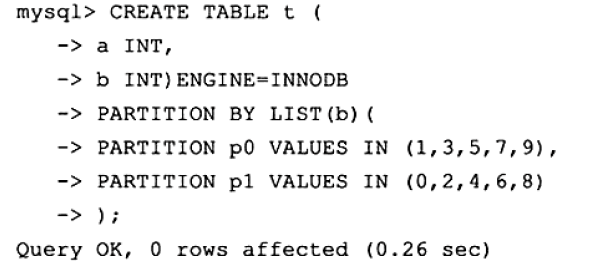 mysql> CREATE TABLE t (
-> a INT,
-> b INT)ENGINE=INNODB
-> PARTITION BY LIST(b)(
-> PARTITION p0 VALUES IN (1,3,5,7,9),
-> PARTITION p1 VALUES IN (0,2,4,6,8)
-> );
Query OK, 0 rows affected (0.26 sec)